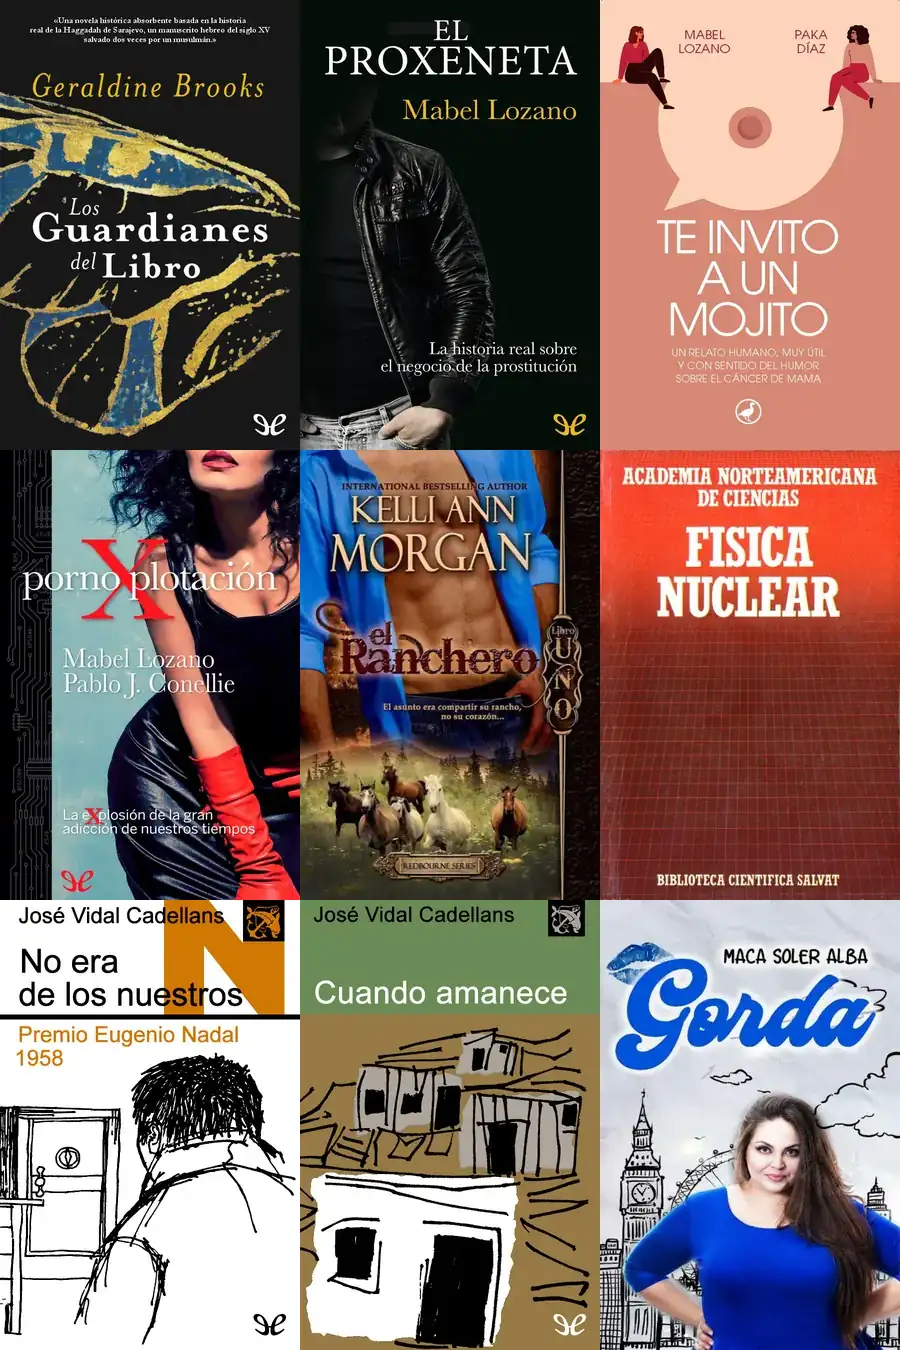 «Una novela histórica absorbente basada en la historia
real de la Haggadah de Sarajevo, un manuscrito hebreo del siglo XV
salvado dos veces por un musulmán.»
Geraldine Brooks
Los
Guardianes
del Libro
EL
PROXENETA
Mabel Lozano
La historia real sobre
el negocio de la prostitución
MABEL
LOZANO
PAKA
DÍAZ
TE INVITO
A UN
MOJITO
UN RELATO HUMANO, MUY ÚTIL
Y CON SENTIDO DEL HUMOR
SOBRE EL CÁNCER DE MAMA
pornoXplotación
Mabel Lozano
Pablo J. Conellie
La eXplosión de la gran
adicción de nuestros tiempos
INTERNATIONAL BESTSELLING AUTHOR
KELLI ANN
MORGAN
el
Ranchero
Libro
UNO
El asunto era compartir su rancho,
no su corazón...
REDBOURNE SERIES
ACADEMIA NORTEAMERICANA
DE CIENCIAS
FISICA
NUCLEAR
BIBLIOTECA CIENTIFICA SALVAT
José Vidal Cadellans
No era
de los nuestros
Premio Eugenio Nadal
1958
José Vidal Cadellans
Cuando amanece
MACA SOLER ALBA
Gorda